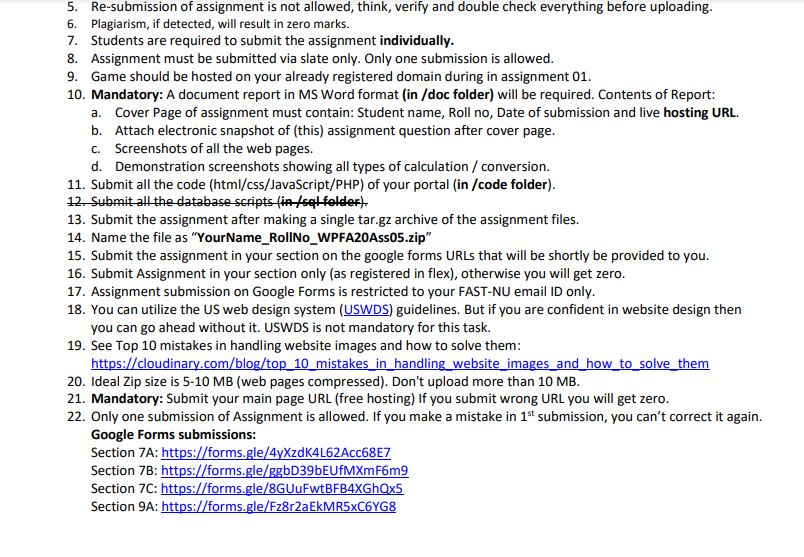 5. Re-submission of assignment is not allowed, think, verify and double check everything before uploading.
6. Plagiarism, if detected, will result in zero marks.
7. Students are required to submit the assignment individually.
8. Assignment must be submitted via slate only. Only one submission is allowed.
9. Game should be hosted on your already registered domain during in assignment 01.
10. Mandatory: A document report in MS Word format (in /doc folder) will be required. Contents of Report:
a. Cover Page of assignment must contain: Student name, Roll no, Date of submission and live hosting URL.
b. Attach electronic snapshot of (this) assignment question after cover page.
c. Screenshots of all the web pages.
d. Demonstration screenshots showing all types of calculation / conversion.
11. Submit all the code (html/css/JavaScript/PHP) of your portal (in /code folder).
12. Submit all the database scripts (in /sql folder).
13. Submit the assignment after making a single tar.gz archive of the assignment files.
14. Name the file as “YourName_RollNo_WPFA20Ass05.zip”
15. Submit the assignment in your section on the google forms URLs that will be shortly be provided to you.
16. Submit Assignment in your section only (as registered in flex), otherwise you will get zero.
17. Assignment submission on Google Forms is restricted to your FAST-NU email ID only.
18. You can utilize the US web design system (USWDS) guidelines. But if you are confident in website design then
you can go ahead without it. USWDS is not mandatory for this task.
19. See Top 10 mistakes in handling website images and how to solve them:
https://cloudinary.com/blog/top_10_mistakes_in_handling_website_images_and_how_to_solve_them
20. Ideal Zip size is 5-10 MB (web pages compressed). Don't upload more than 10 MB.
21. Mandatory: Submit your main page URL (free hosting) If you submit wrong URL you will get zero.
22. Only one submission of Assignment is allowed. If you make a mistake in 1st submission, you can’t correct it again.
Google Forms submissions:
Section 7A: https://forms.gle/4yXzdK4L62Acc68E7
Section 7B: https://forms.gle/ggbD39bEUfMXmF6m9
Section 7C: https://forms.gle/8GUuFwtBFB4XGhQx5
Section 9A: https://forms.gle/Fz8r2aEkMR5xC6YG8